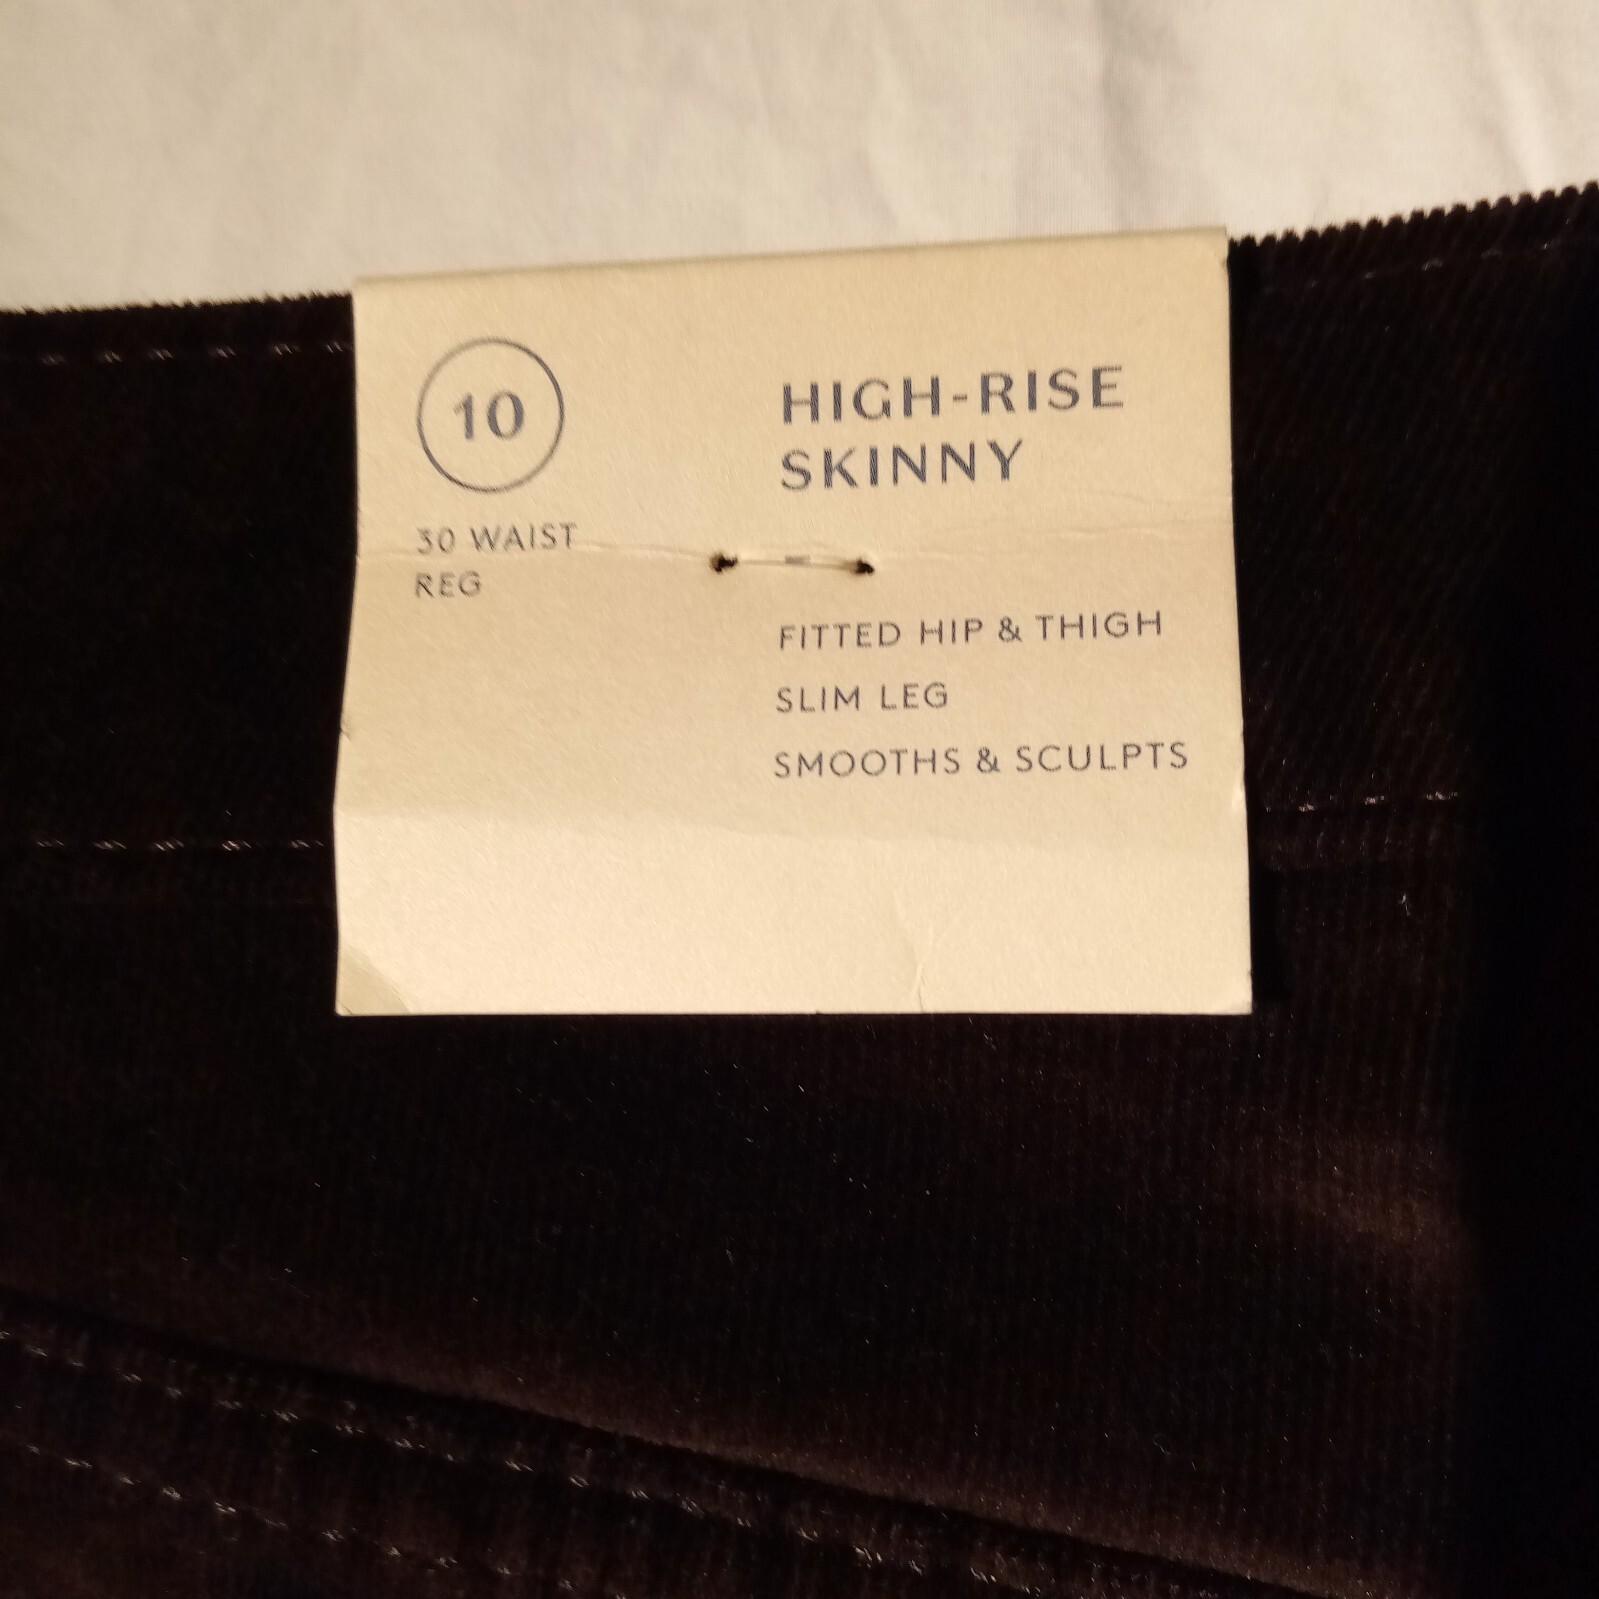 10
30 WAIST
REG
HIGH-RISE
SKINNY
FITTED HIP & THIGH
SLIM LEG
SMOOTHS & SCULPTS